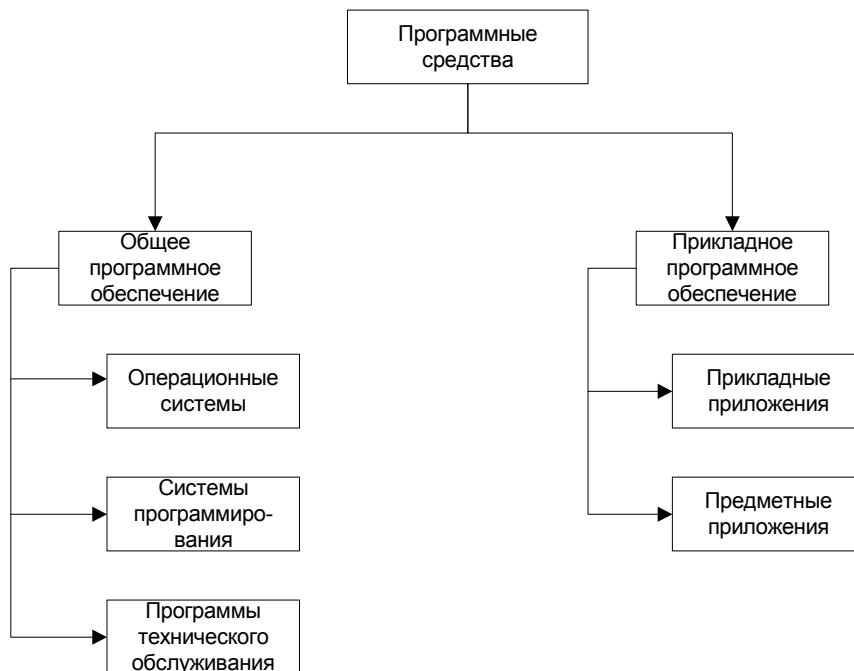 Программные
средства
Общее
программное
обеспечение
Прикладное
программное
обеспечение
Операционные
системы
Прикладные
приложения
Системы
программиро-
вания
Предметные
приложения
Программы
технического
обслуживания